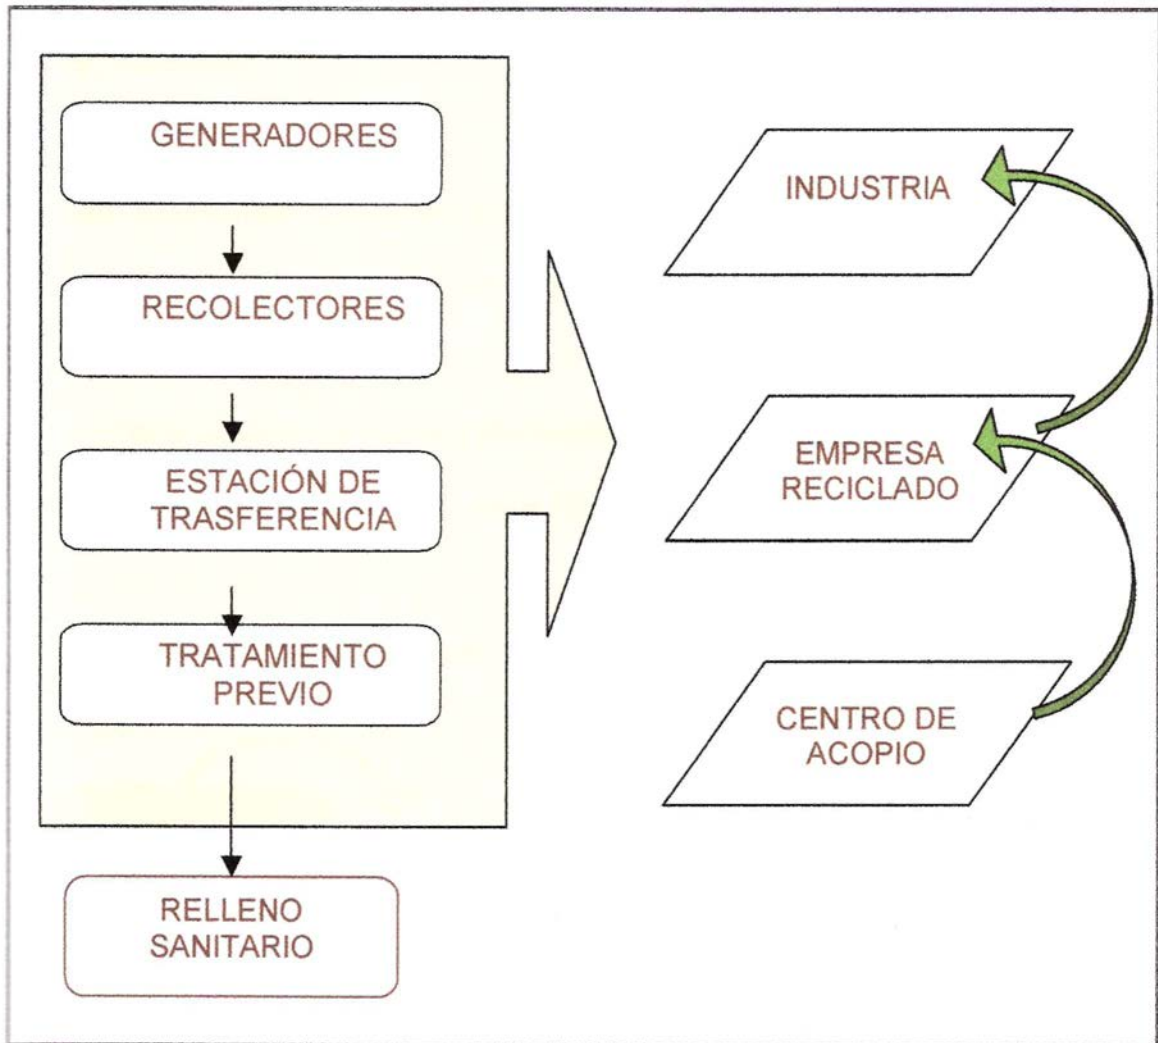 GENERADORES
RECOLECTORES
ESTACIÓN DE
TRASFERENCIA
TRATAMIENTO
PREVIO
RELLENO
SANITARIO
INDUSTRIA
EMPRESA
RECICLADO
CENTRO DE
ACOPIO